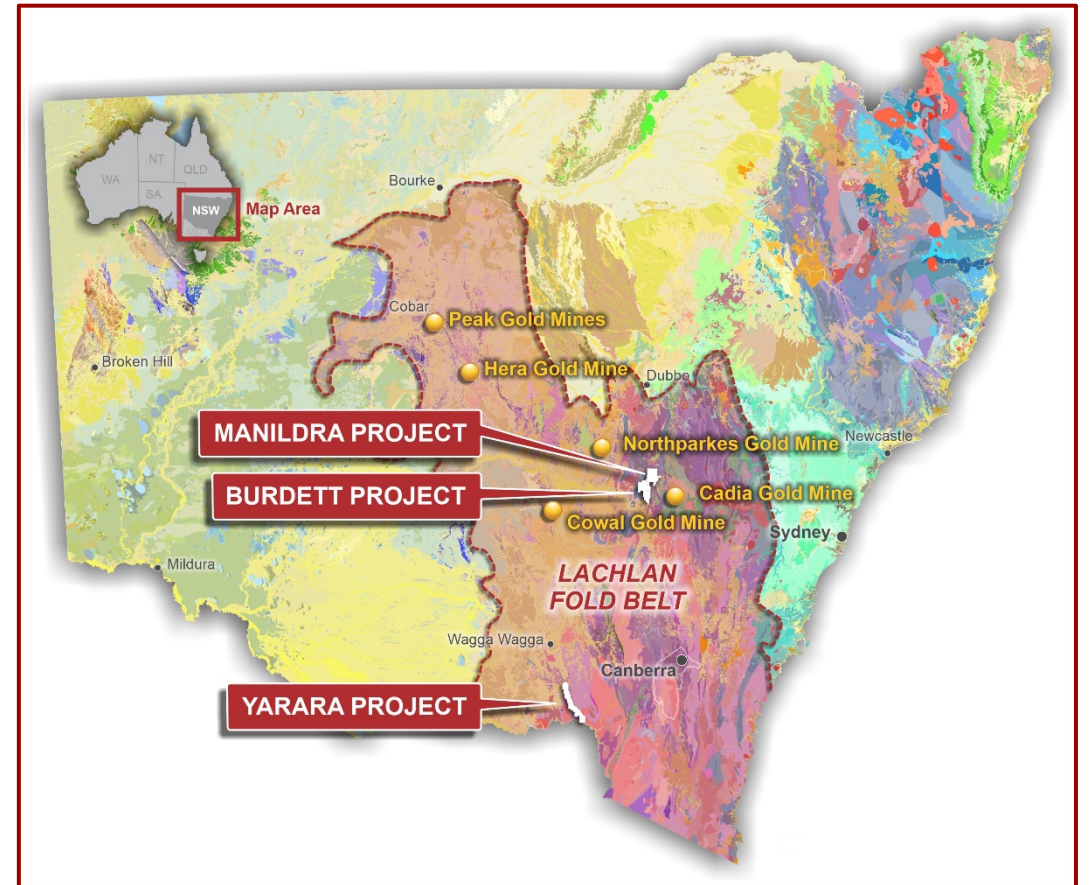 NT
QLD
WA
SA
NSW
Map Area
Bourke
Cobar
Peak Gold Mines
Broken Hill
Hera Gold Mine
Dubbo
MANILDRA PROJECT
Northparkes Gold Mine
Newcastle
BURDETT PROJECT
Cadia Gold Mine
Cowal Gold Mine
Sydney
Mildura
LACHLAN
FOLD BELT
Wagga Wagga
Canberra
YARARA PROJECT